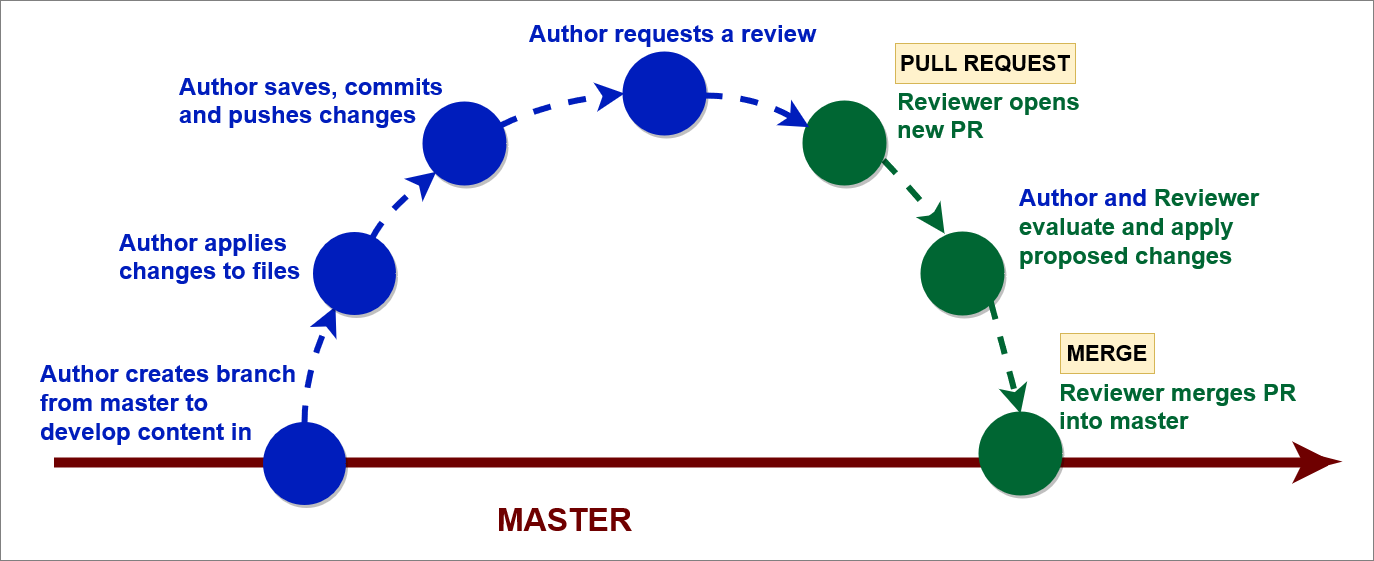 Author requests a review
PULL REQUEST
Author saves, commits
and pushes changes
Reviewer opens
new PR
Author and Reviewer
evaluate and apply
proposed changes
Author applies
changes to files
MERGE
Author creates branch
from master to
develop content in
Reviewer merges PR
into master
MASTER